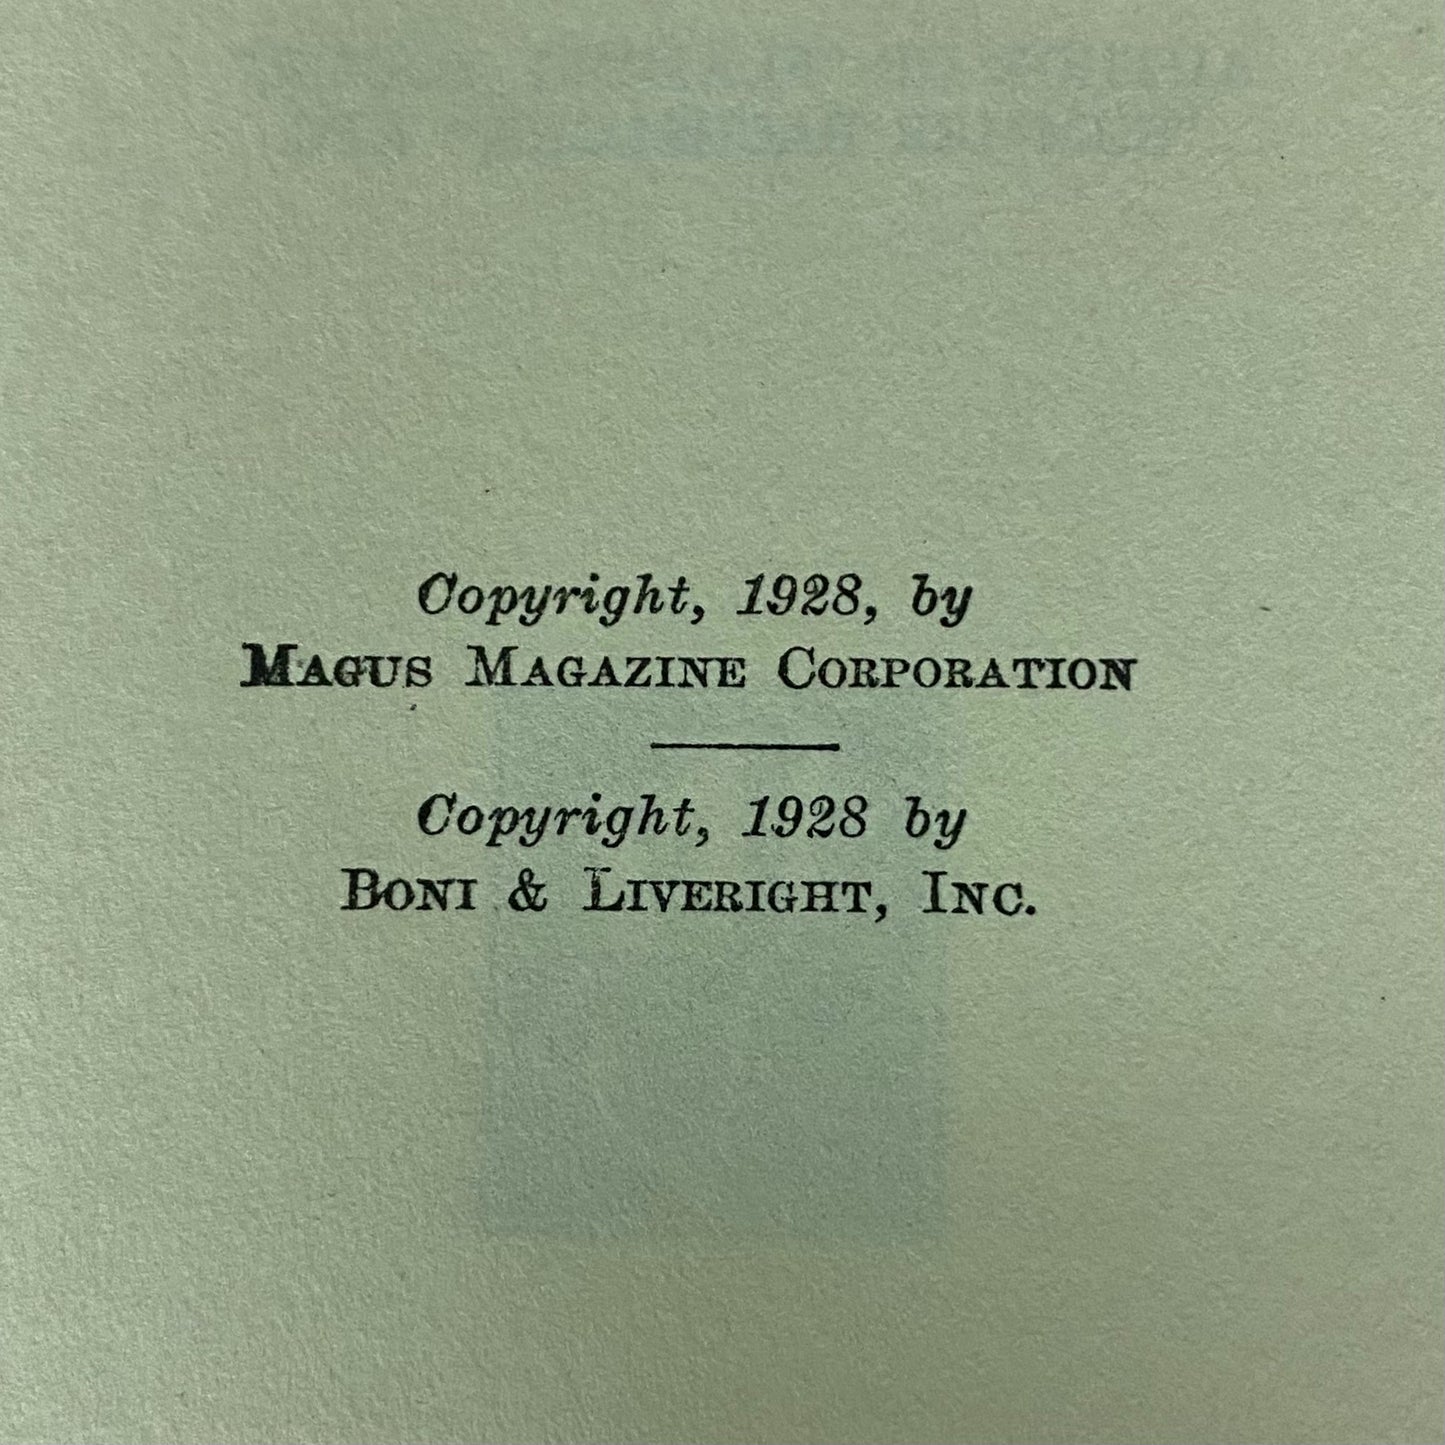 Copyright, 1928, by
MAGUS MAGAZINE CORPORATION
Copyright, 1928 by
BONI & LIVERIGHT, INC.